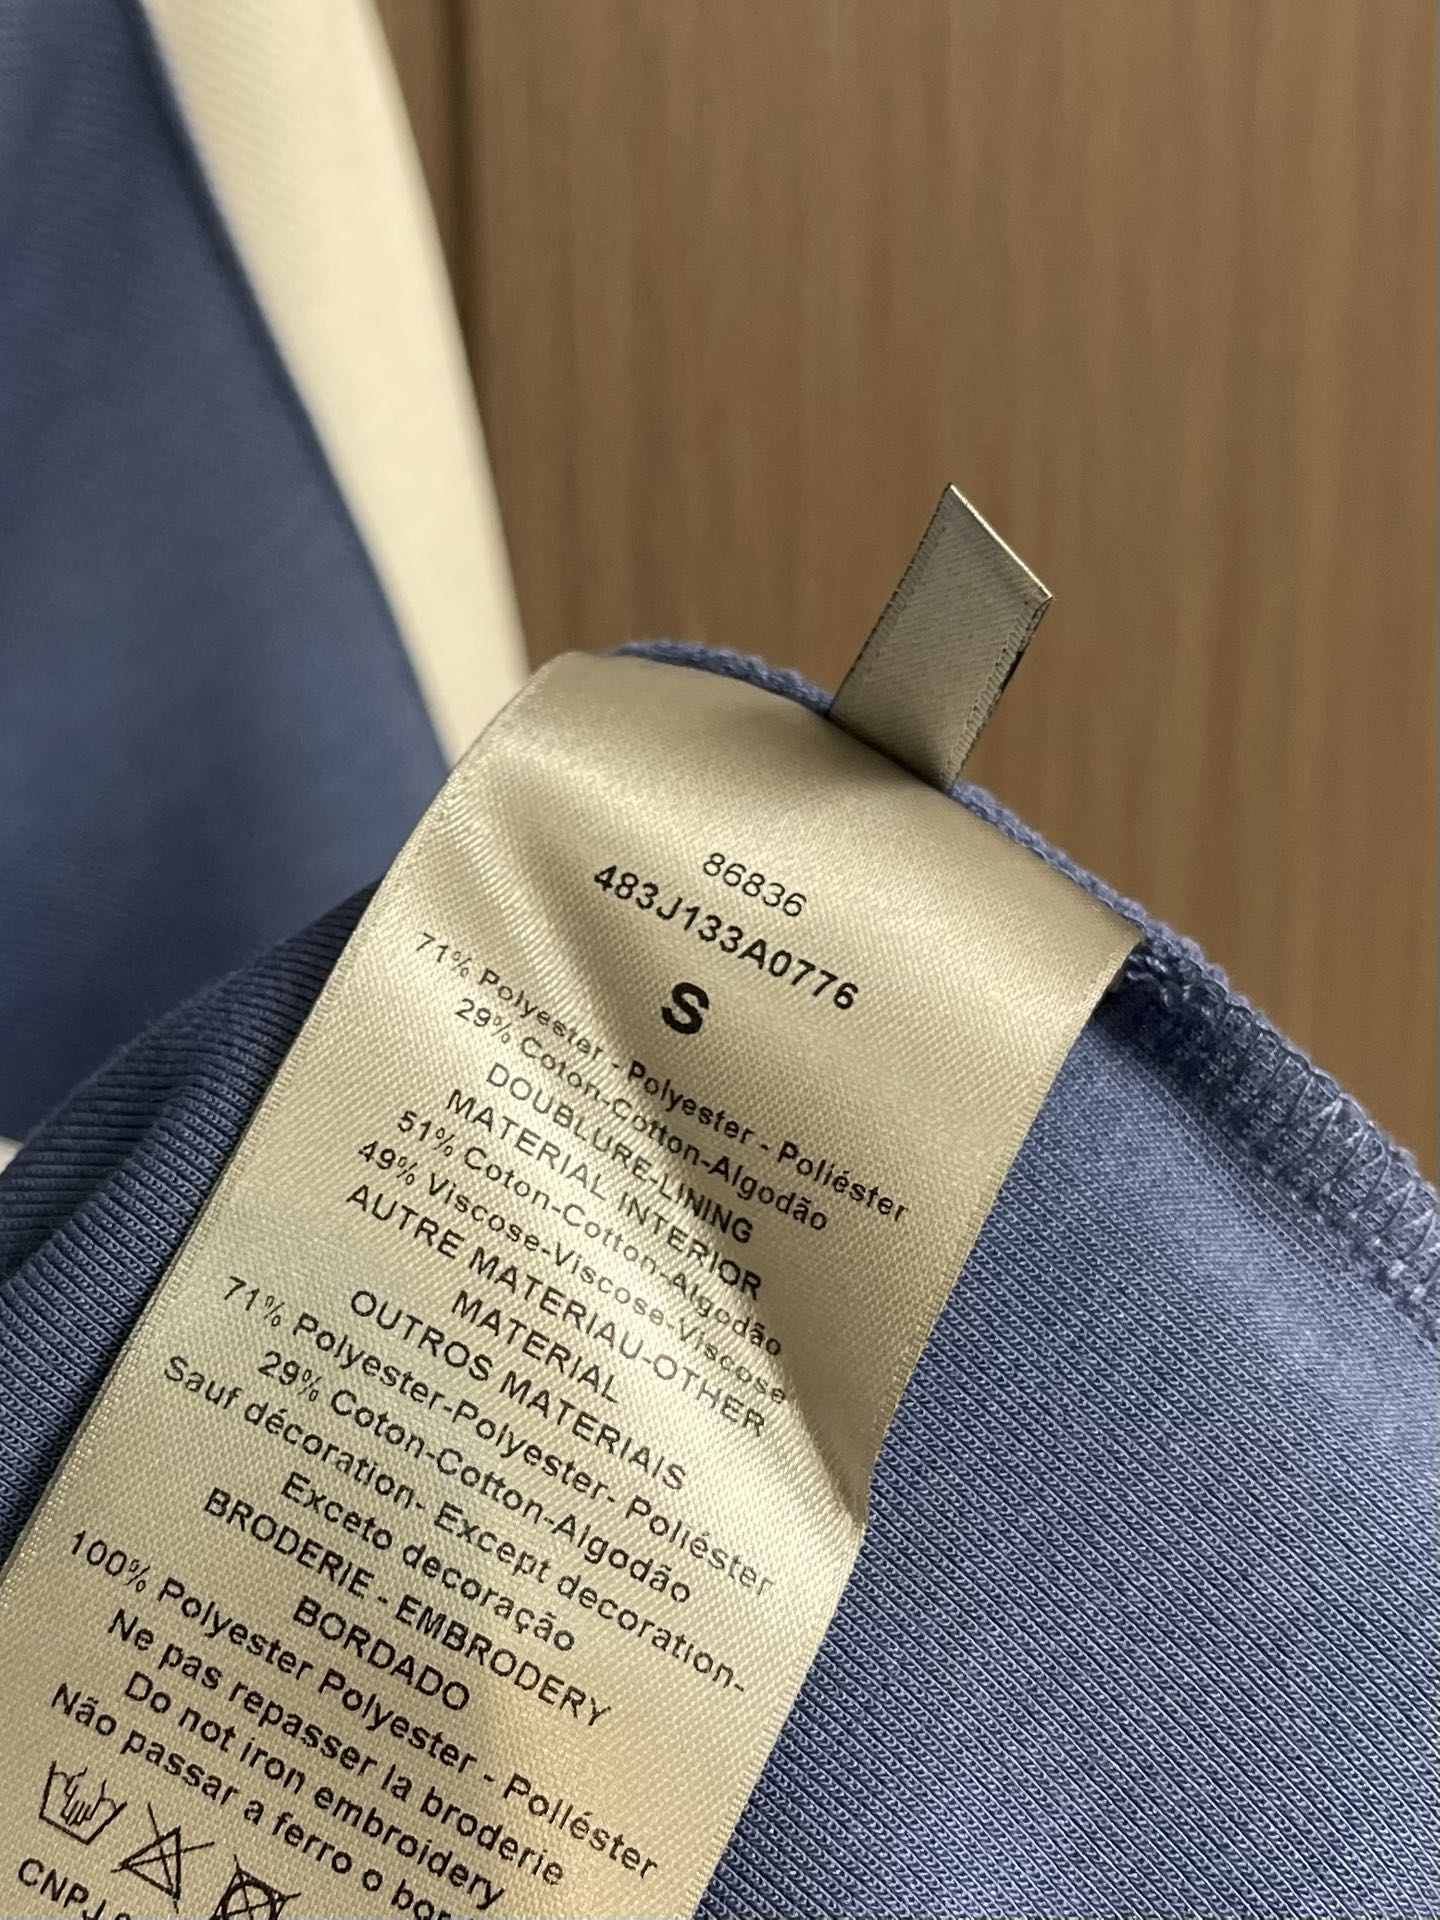 86836
483J133A0776
S
71% Polyester - Polyester - Poliéster
29% Coton-Cotton-Algodão
DOUBLURE-LINING
MATERIAL INTERIOR
51% Coton-Cotton-Algodão
49% Viscose-Viscose-Viscose
AUTRE MATERIAU-OTHER
MATERIAL
OUTROS MATERIAIS
71% Polyester-Polyester- Poliéster
29% Coton-Cotton-Algodão
Sauf décoration- Except decoration-
Exceto decoração
BRODERIE - EMBRODERY
BORDADO
100% Polyester Polyester - Poliéster
Ne pas repasser la broderie
Do not iron embroidery
Não passar a ferro o
CNPJ